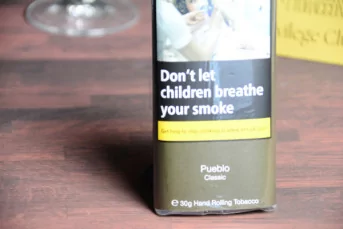 Don't let
children breathe
your smoke
Pueblo
Classic
℮ 30g Hand Rolling Tobacco